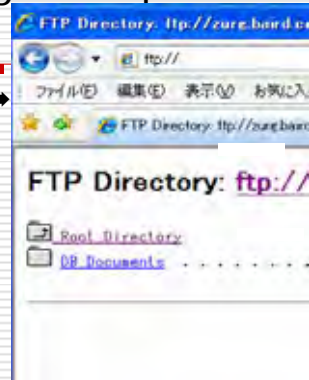 FTP Directory: ftp://zurg.baird.co
ftp://
ファイル(E) 編集(E) 表示(V) お気に入
FTP Directory: ftp://zurg.baird
FTP Directory: ftp://
Root Directory
DB Documents . . . . . . . .